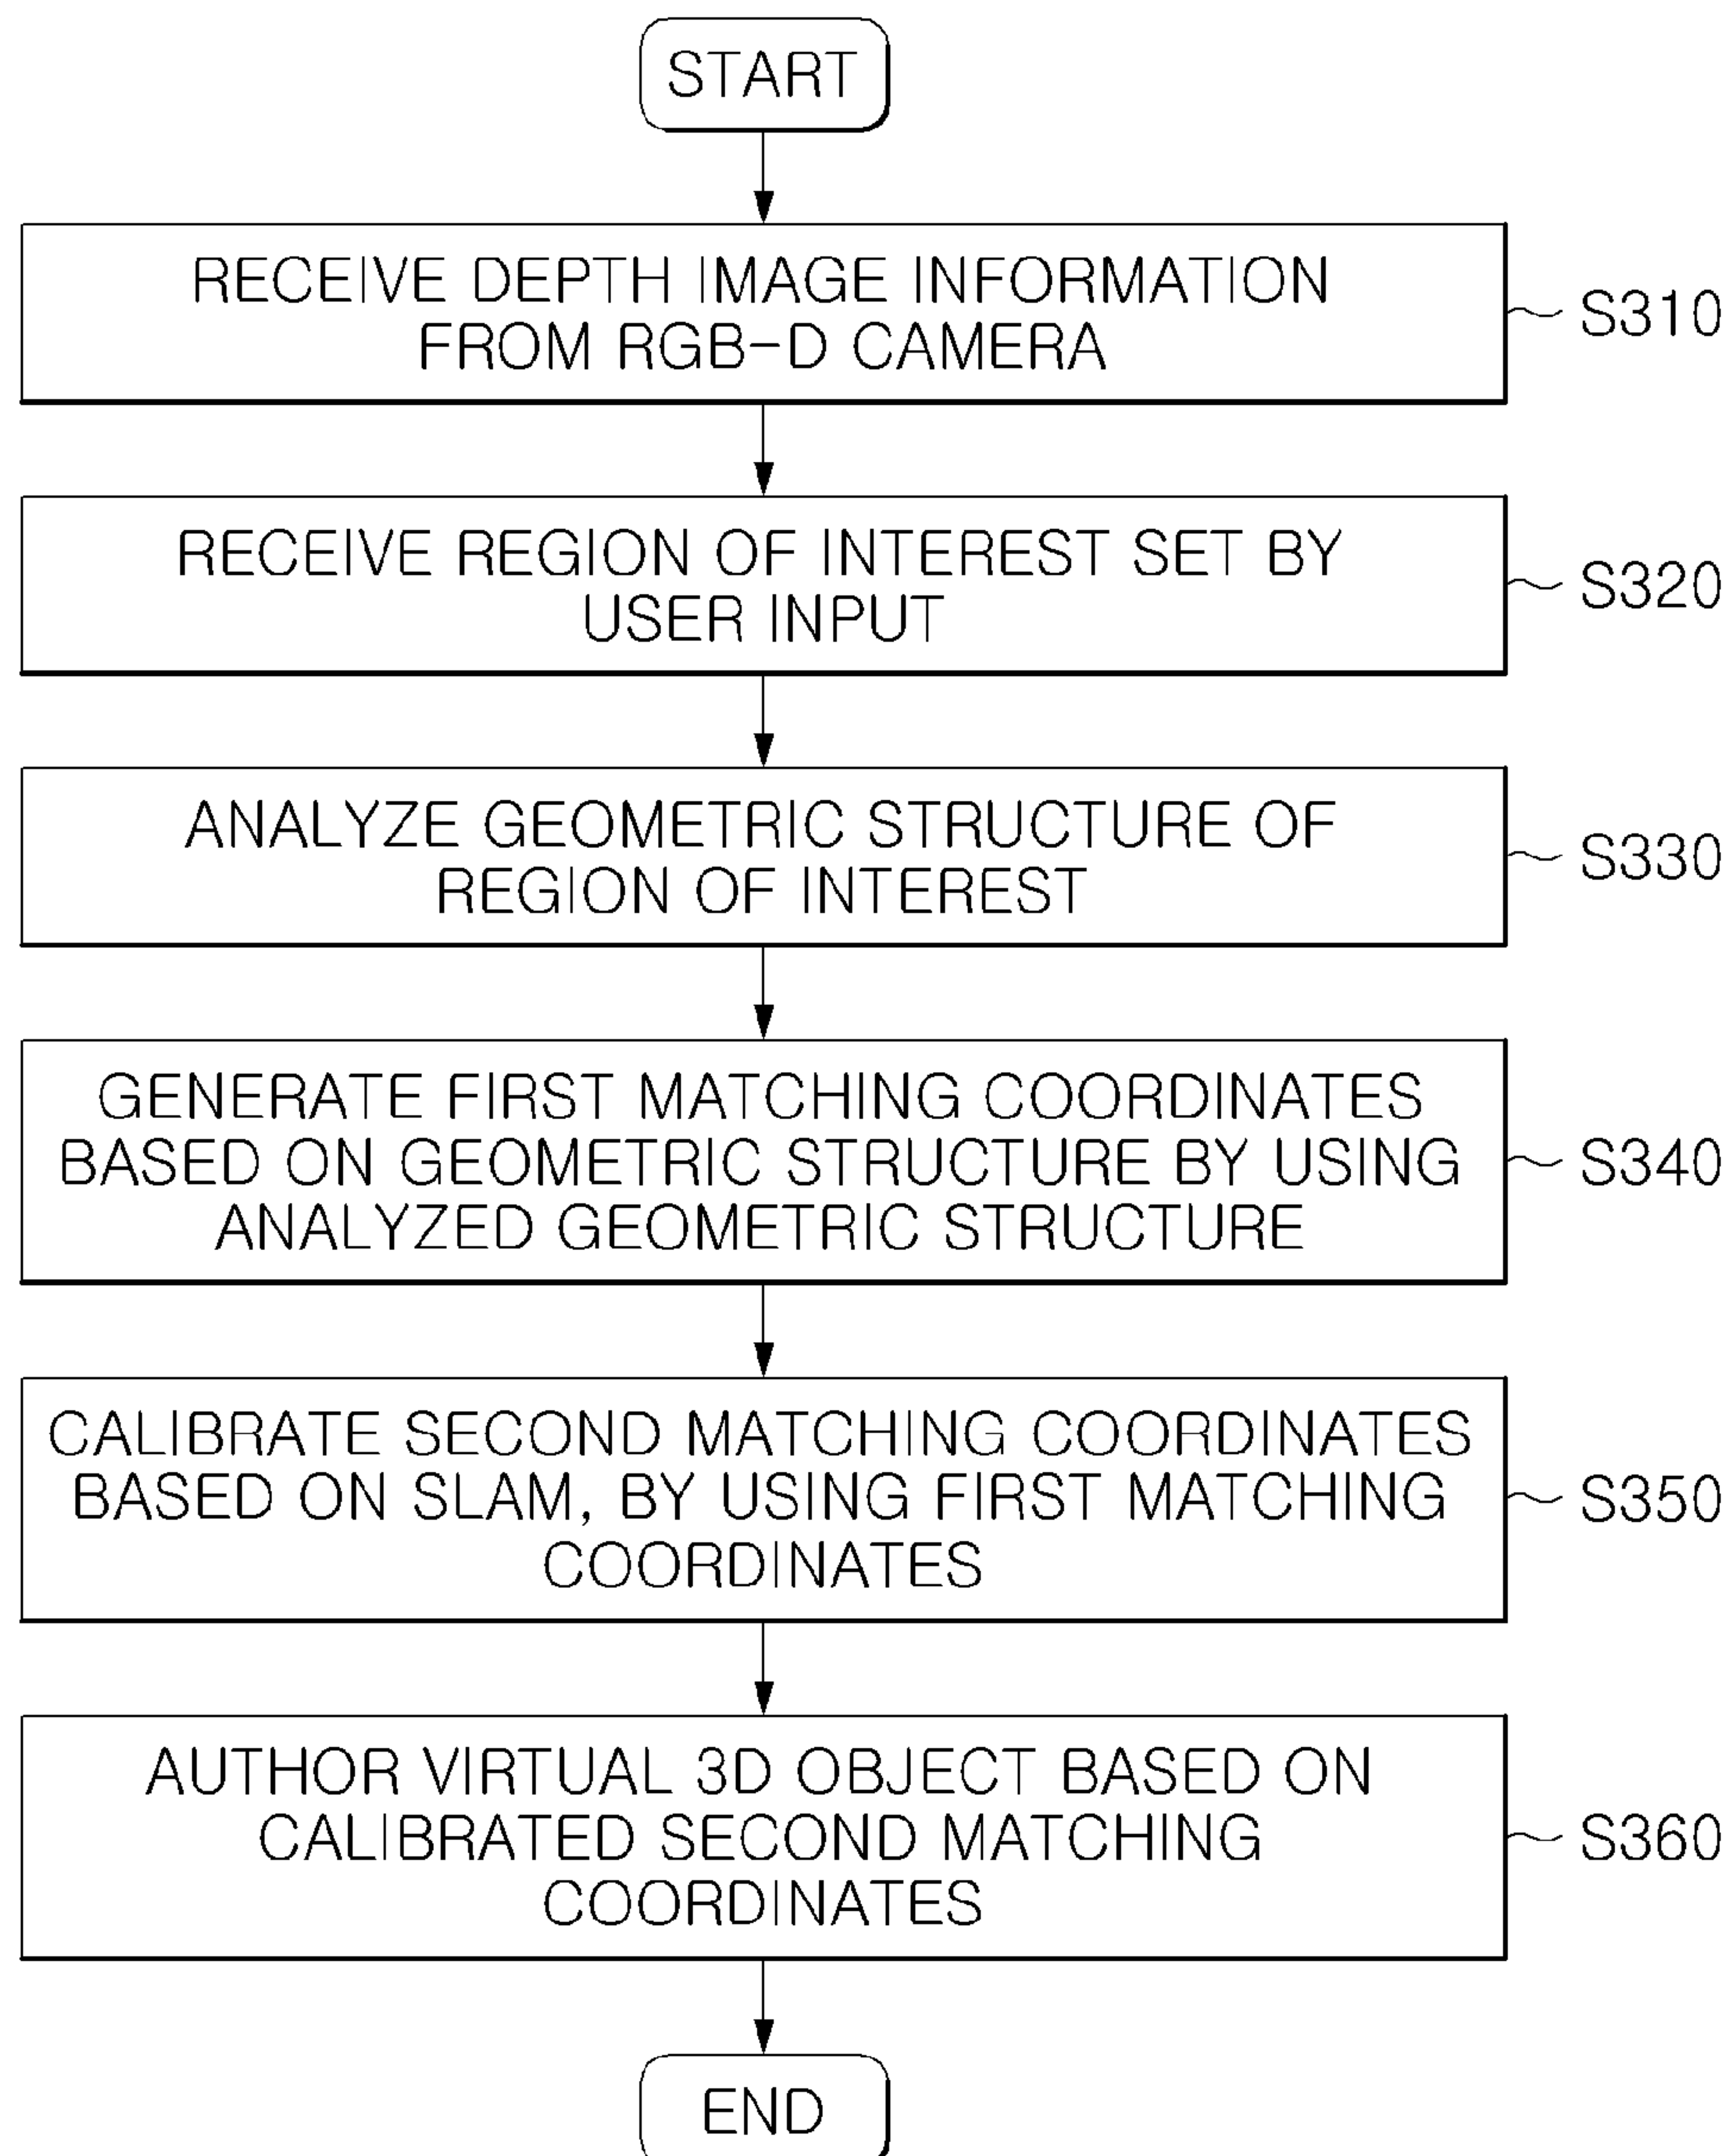 START
RECEIVE DEPTH IMAGE INFORMATION
FROM RGB-D CAMERA
S310
RECEIVE REGION OF INTEREST SET BY
USER INPUT
S320
ANALYZE GEOMETRIC STRUCTURE OF
REGION OF INTEREST
S330
GENERATE FIRST MATCHING COORDINATES
BASED ON GEOMETRIC STRUCTURE BY USING
ANALYZED GEOMETRIC STRUCTURE
S340
CALIBRATE SECOND MATCHING COORDINATES
BASED ON SLAM, BY USING FIRST MATCHING
COORDINATES
S350
AUTHOR VIRTUAL 3D OBJECT BASED ON
CALIBRATED SECOND MATCHING
COORDINATES
S360
END